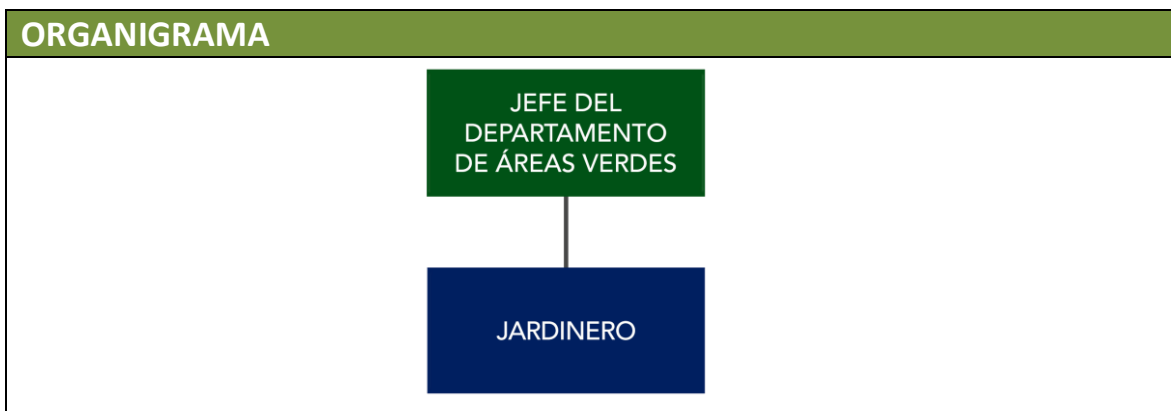 ORGANIGRAMA
JEFE DEL
DEPARTAMENTO
DE ÁREAS VERDES
JARDINERO